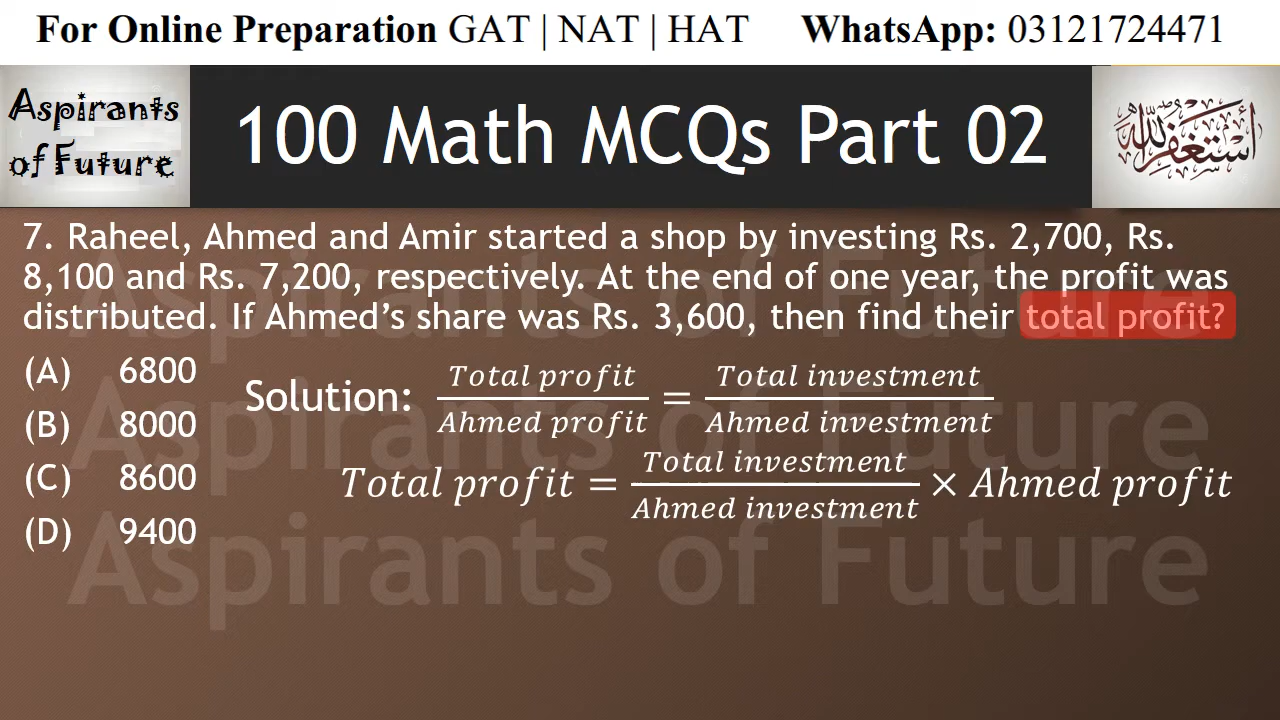 For Online Preparation GAT | NAT | HAT WhatsApp: 03121724471
Aspirants
of Future
100 Math MCQs Part 02
أستغفر الله
7. Raheel, Ahmed and Amir started a shop by investing Rs. 2,700, Rs.
8,100 and Rs. 7,200, respectively. At the end of one year, the profit was
distributed. If Ahmed’s share was Rs. 3,600, then find their total profit?
(A) 6800
(B) 8000
(C) 8600
(D) 9400
Solution: Total profit / Ahmed profit = Total investment / Ahmed investment
Total profit = Total investment / Ahmed investment × Ahmed profit
Aspirants of Future
Aspirants of Future
Aspirants of Future